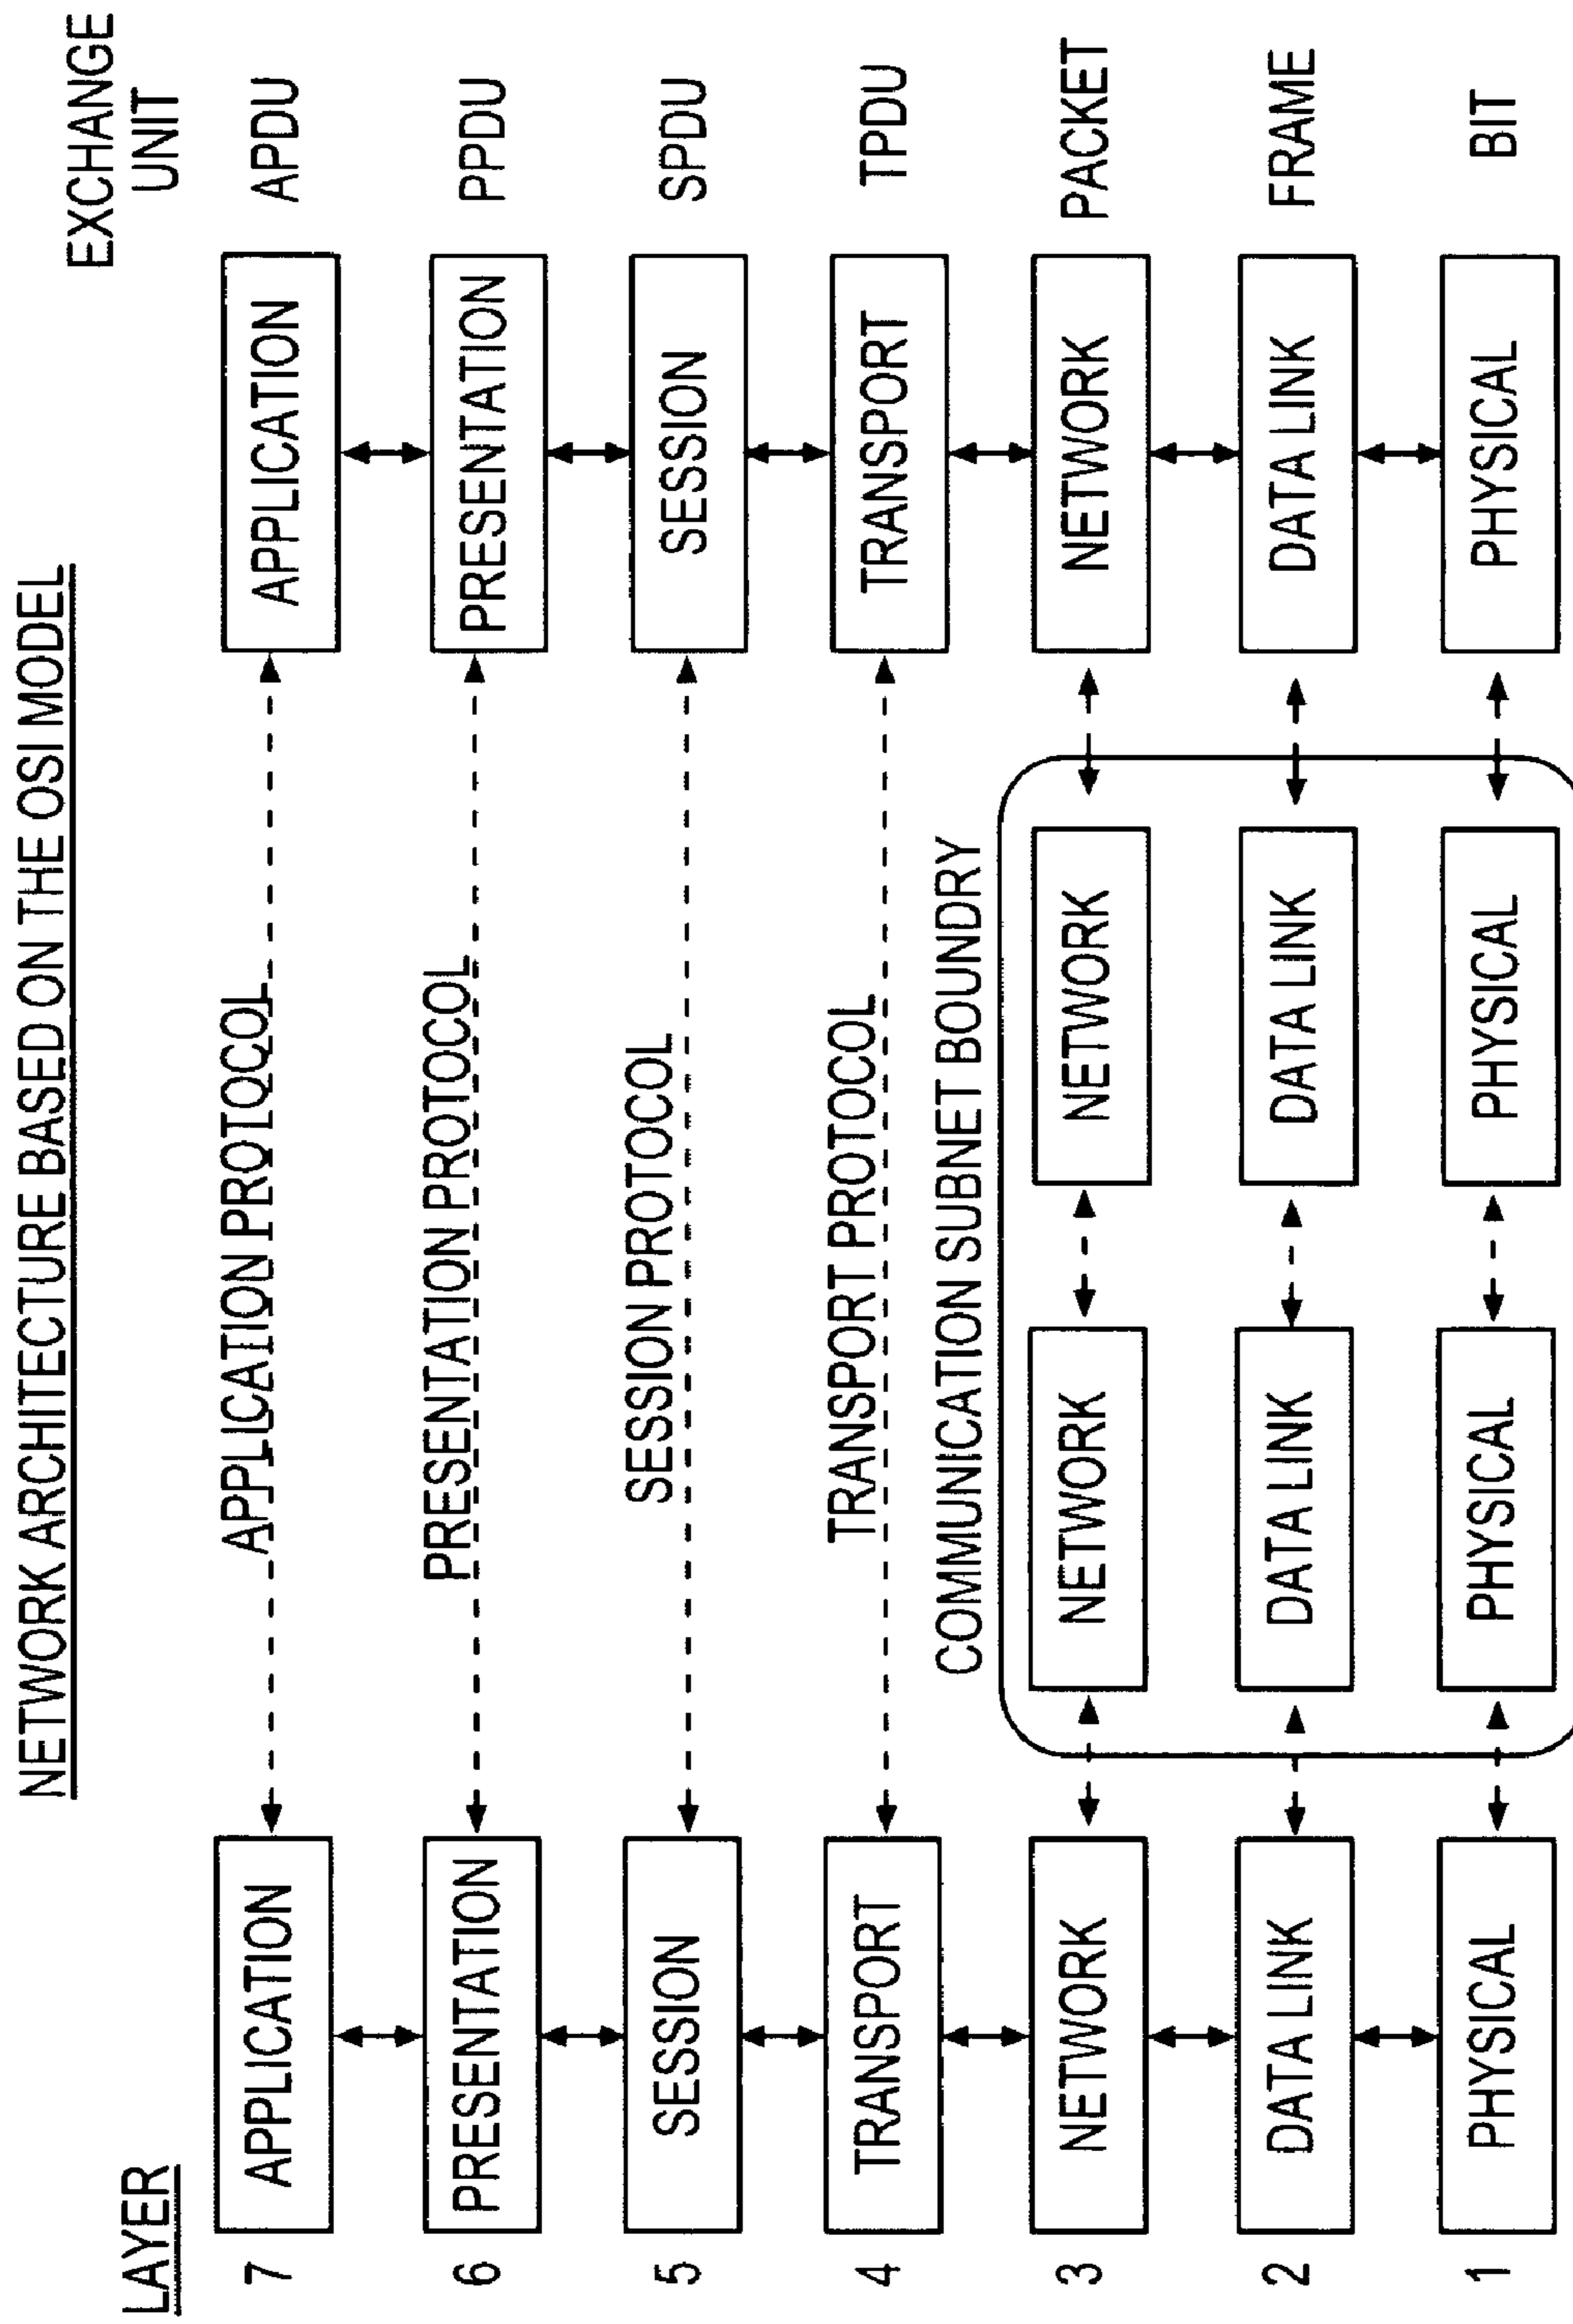 NETWORK ARCHITECTURE BASED ON THE OSI MODEL
LAYER
EXCHANGE
UNIT
7
APPLICATION
APPLICATION PROTOCOL
APPLICATION
APDU
6
PRESENTATION
PRESENTATION PROTOCOL
PRESENTATION
PPDU
5
SESSION
SESSION PROTOCOL
SESSION
SPDU
4
TRANSPORT
TRANSPORT PROTOCOL
TRANSPORT
TPDU
COMMUNICATION SUBNET BOUNDRY
3
NETWORK
NETWORK
NETWORK
NETWORK
PACKET
2
DATA LINK
DATA LINK
DATA LINK
DATA LINK
FRAME
1
PHYSICAL
PHYSICAL
PHYSICAL
PHYSICAL
BIT